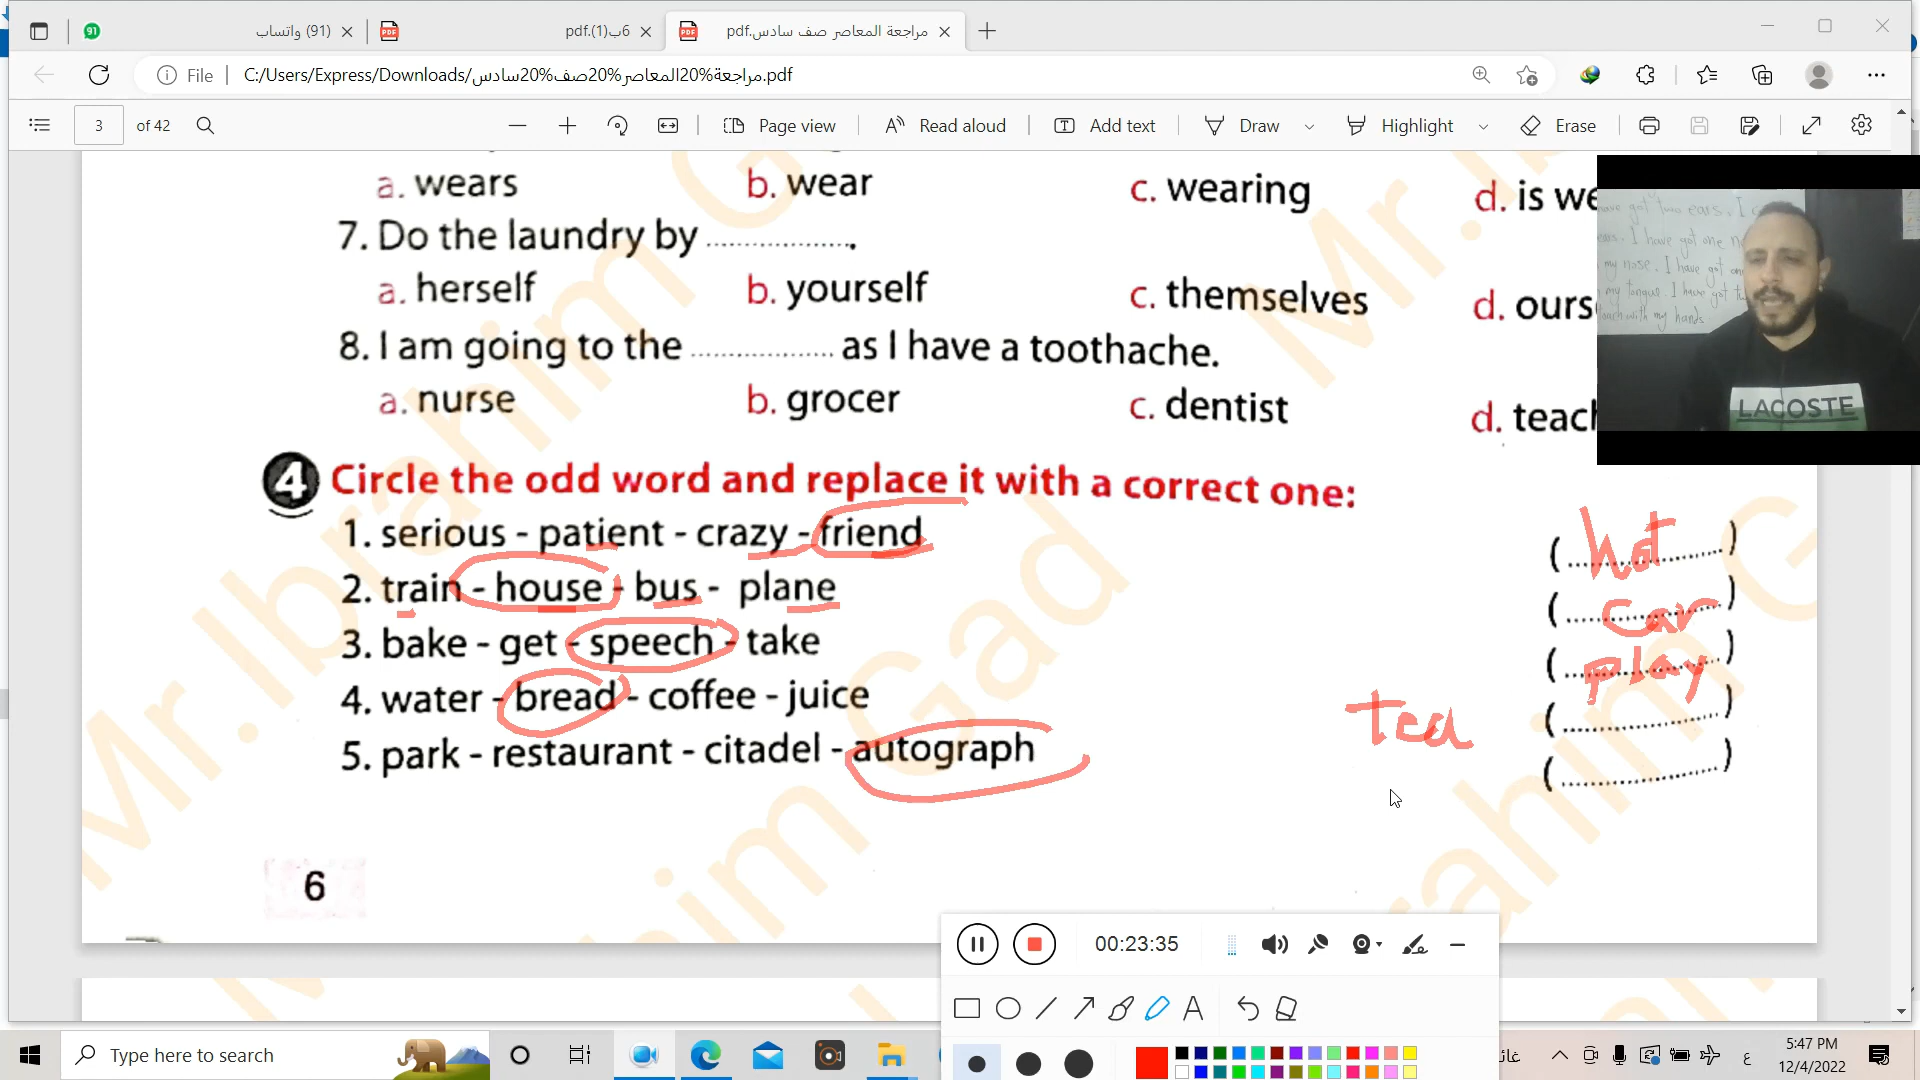 (91) واتساب
6ب(1).pdf
مراجعة المعاصر صف سادس.pdf
File
C:/Users/Express/Downloads/مراجعة%20المعاصر%20صف%20سادس.pdf
3 of 42
Page view
Read aloud
Add text
Draw
Highlight
Erase
a. wears b. wear c. wearing d. is we
7. Do the laundry by ................
a. herself b. yourself c. themselves d. ours
8. I am going to the ................ as I have a toothache.
a. nurse b. grocer c. dentist d. teach
4 Circle the odd word and replace it with a correct one:
1. serious - patient - crazy - friend (hot)
2. train - house - bus - plane (car)
3. bake - get - speech - take (play)
4. water - bread - coffee - juice tea (................)
5. park - restaurant - citadel - autograph (................)
6
Mr.Ibrahim Gad
LACOSTE
00:23:35
Type here to search
5:47 PM
12/4/2022